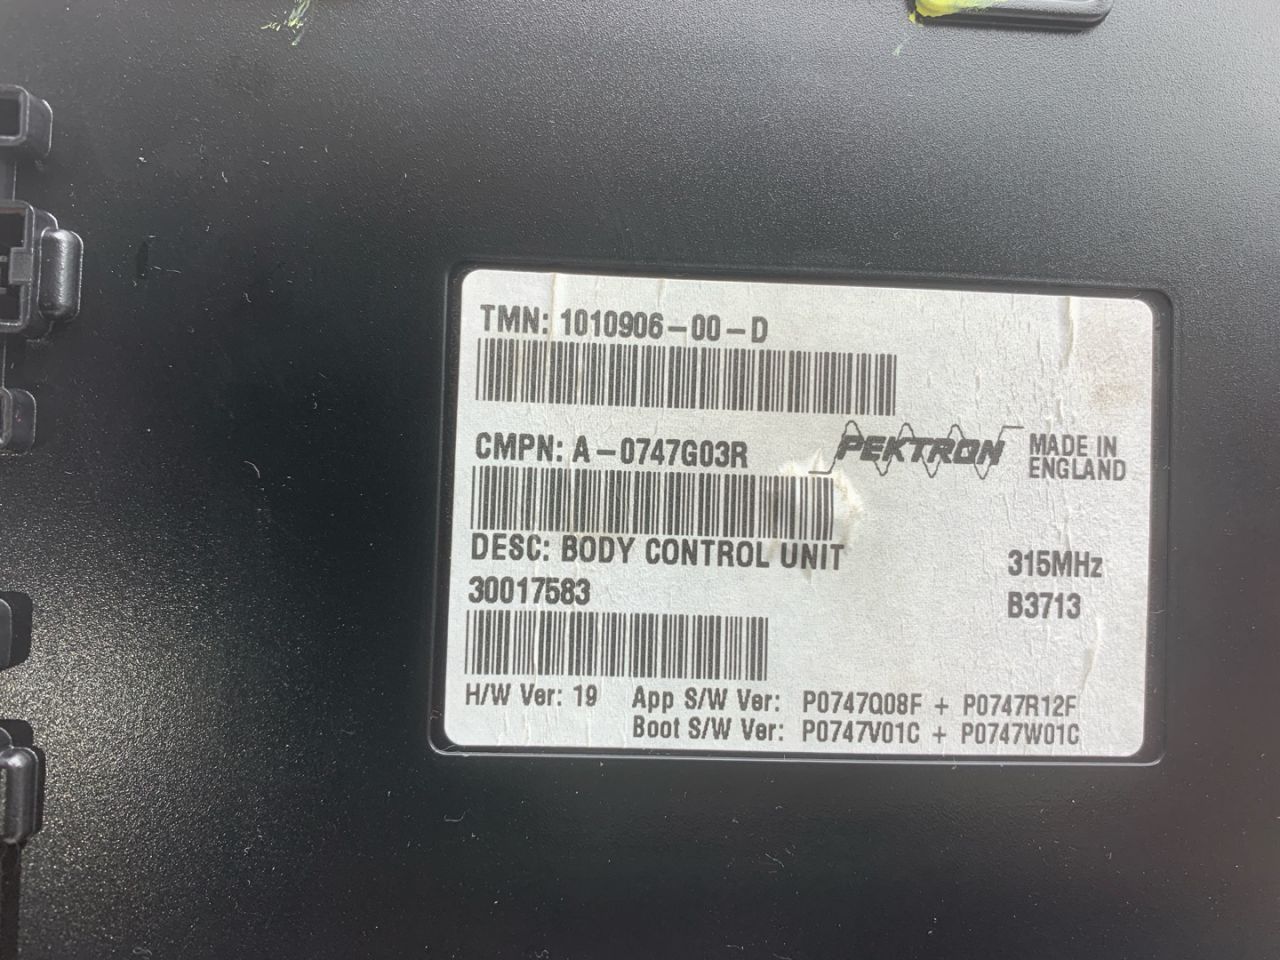 TMN: 1010906-00-D
CMPN: A-0747G03R
PEKTRON
MADE IN
ENGLAND
DESC: BODY CONTROL UNIT
315MHz
30017583
B3713
H/W Ver: 19 App S/W Ver: P0747Q08F + P0747R12F
Boot S/W Ver: P0747V01C + P0747W01C